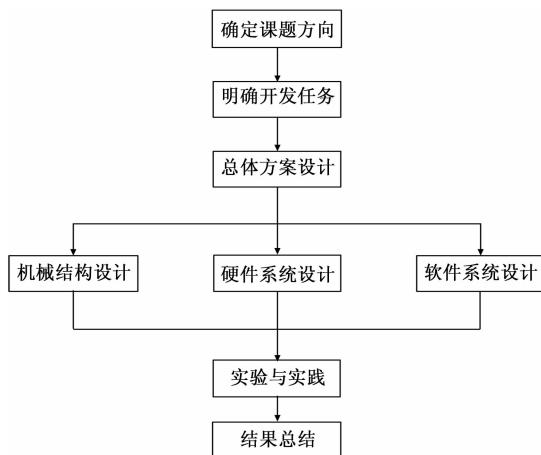 确定课题方向
明确开发任务
总体方案设计
机械结构设计
硬件系统设计
软件系统设计
实验与实践
结果总结